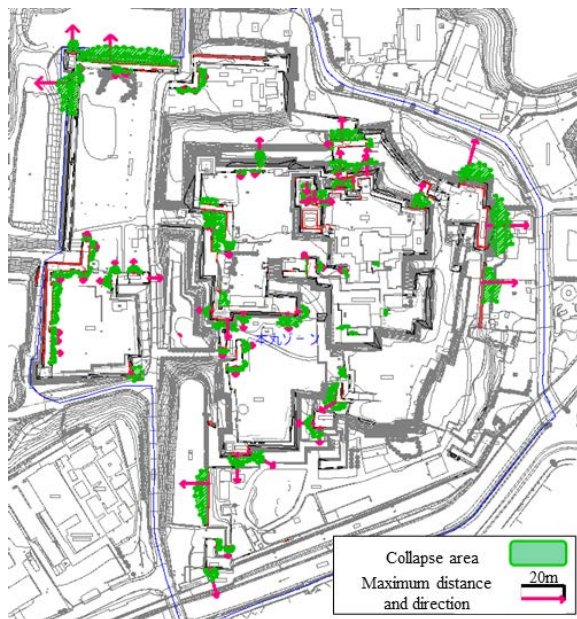 本丸ゾーン
Collapse area
Maximum distance
and direction
20m